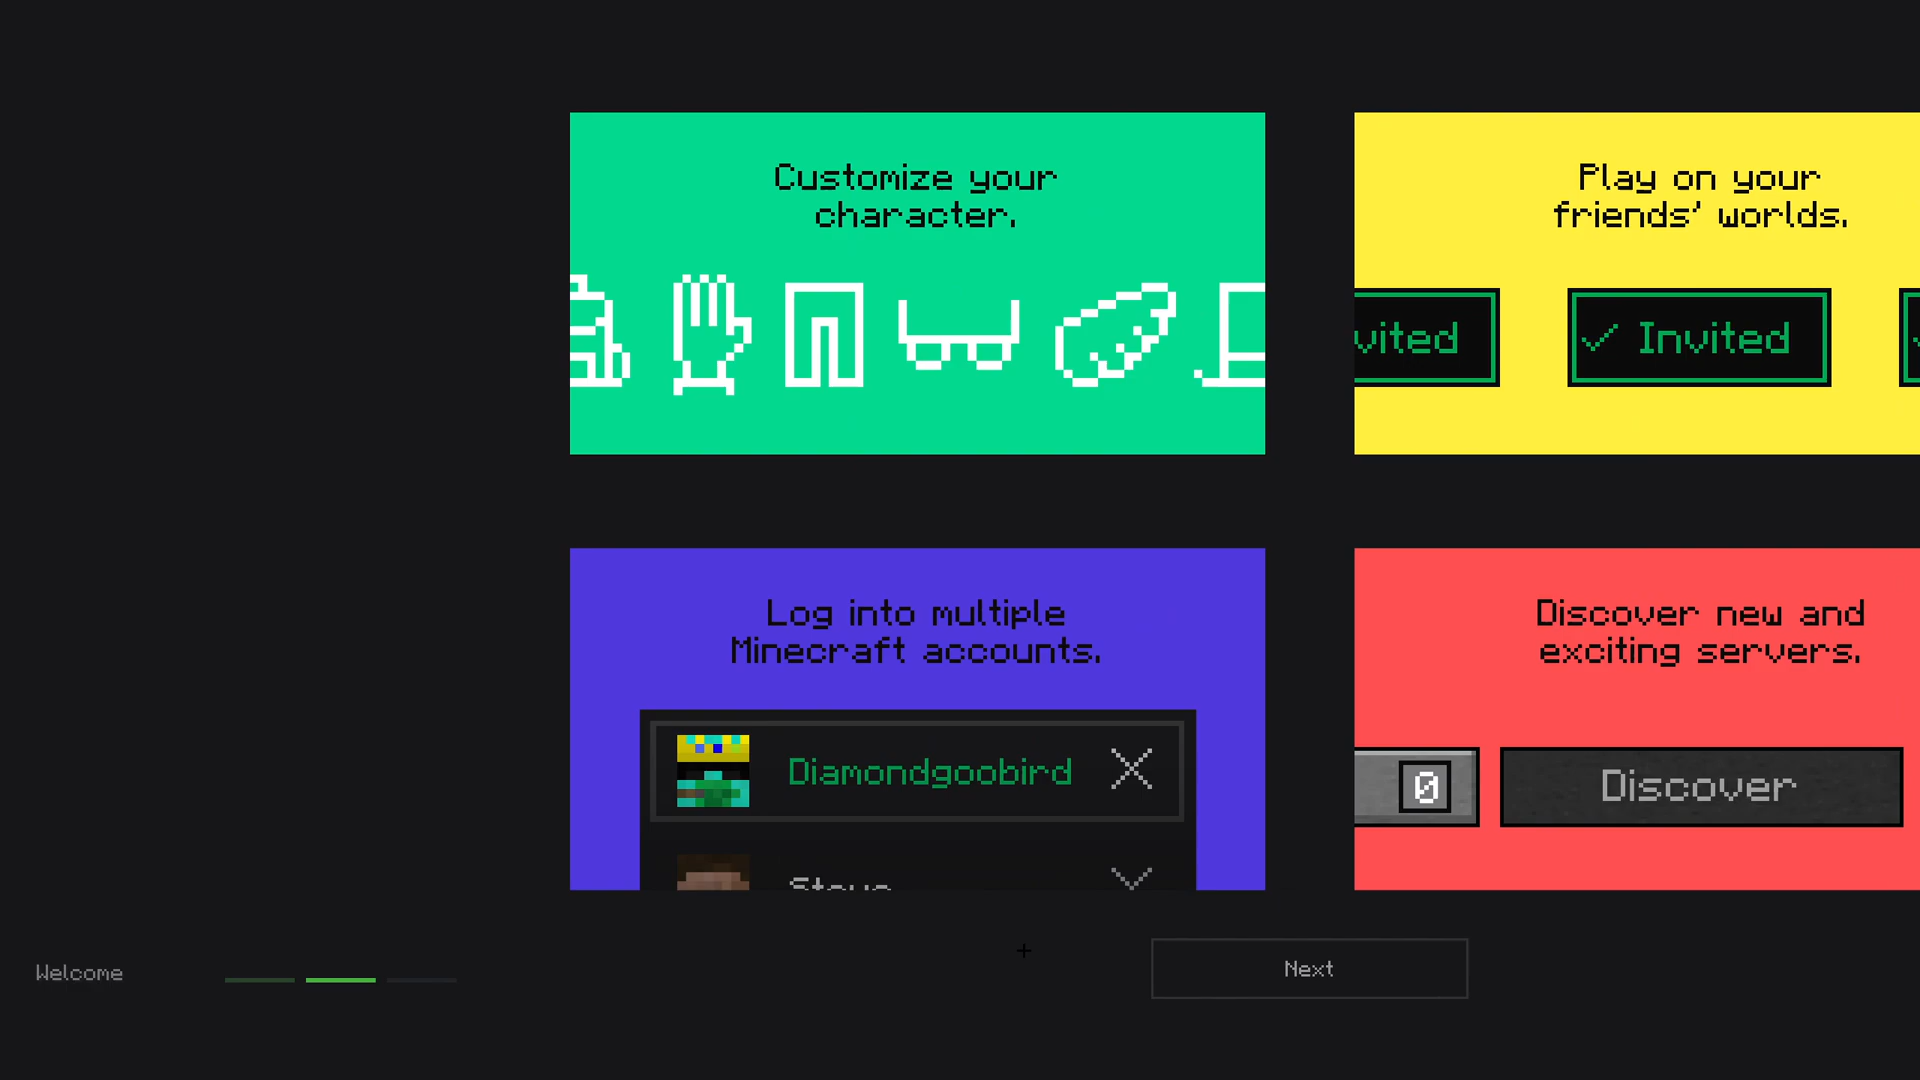 Customize your
character.
Play on your
friends' worlds.
vited
Invited
Log into multiple
Minecraft accounts.
Diamondgoobird
Steve
Discover new and
exciting servers.
0
Discover
Welcome
Next